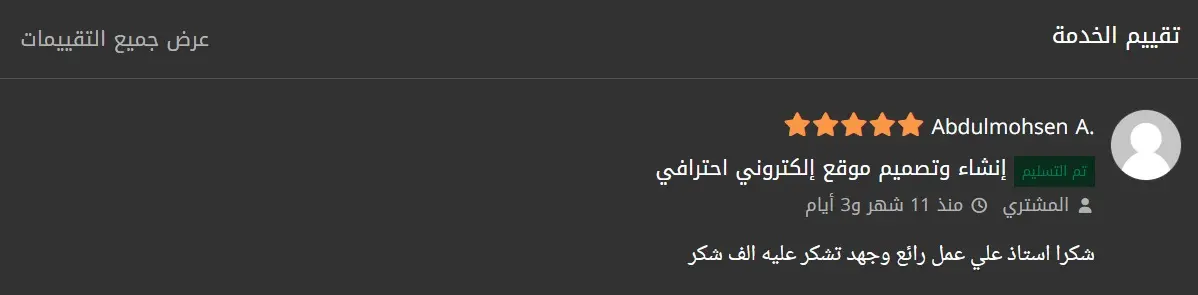 تقييم الخدمة
عرض جميع التقييمات
Abdulmohsen A.
تم التسليم إنشاء وتصميم موقع إلكتروني احترافي
المشتري منذ 11 شهر و3 أيام
شكرا استاذ علي عمل رائع وجهد تشكر عليه الف شكر